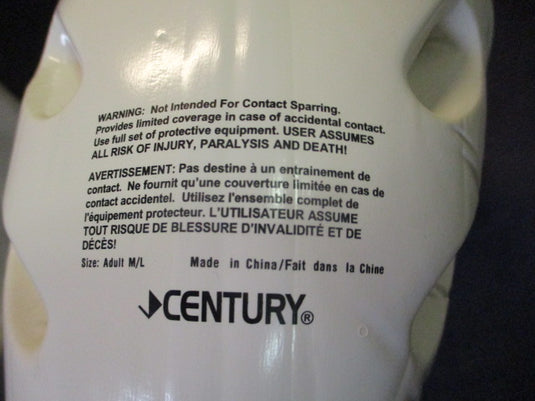 WARNING: Not Intended For Contact Sparring.
Provides limited coverage in case of accidental contact.
Use full set of protective equipment. USER ASSUMES
ALL RISK OF INJURY, PARALYSIS AND DEATH!
AVERTISSEMENT: Pas destine à un entrainement de
contact. Ne fournit qu'une couverture limitée en cas de
contact accidentel. Utilisez l'ensemble complet de
l'équipement protecteur. L'UTILISATEUR ASSUME
TOUT RISQUE DE BLESSURE D'INVALIDITÉ ET DE
DÉCÈS!
Size: Adult M/L Made in China/Fait dans la Chine
CENTURY®